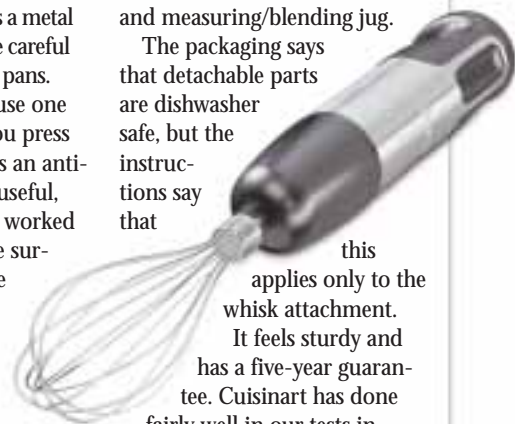 s a metal
e careful
pans.
use one
ou press
s an anti-
useful,
worked
e sur-
e
and measuring/blending jug.
The packaging says
that detachable parts
are dishwasher
safe, but the
instruc-
tions say
that
this
applies only to the
whisk attachment.
It feels sturdy and
has a five-year guaran-
tee. Cuisinart has done
fairly well in our tests in